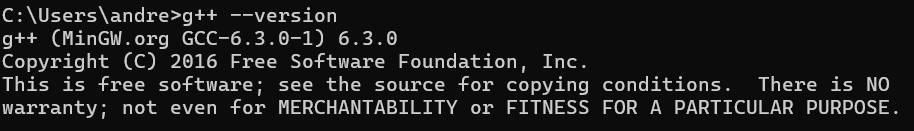 C:\Users\andre>g++ --version
g++ (MinGW.org GCC-6.3.0-1) 6.3.0
Copyright (C) 2016 Free Software Foundation, Inc.
This is free software; see the source for copying conditions.  There is NO
warranty; not even for MERCHANTABILITY or FITNESS FOR A PARTICULAR PURPOSE.